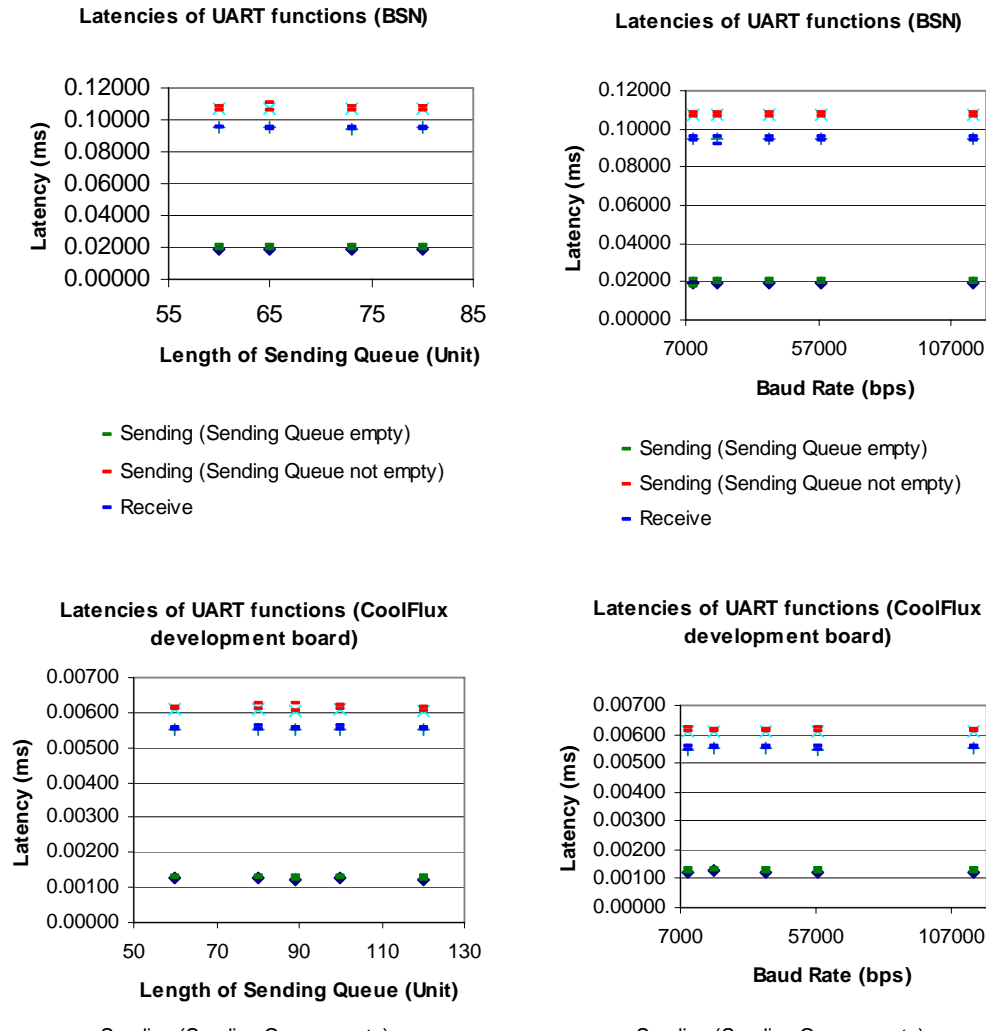 Latencies of UART functions (BSN)
0.12000
0.10000
0.08000
0.06000
0.04000
0.02000
0.00000
Latency (ms)
55 65 75 85
Length of Sending Queue (Unit)
Sending (Sending Queue empty)
Sending (Sending Queue not empty)
Receive
Latencies of UART functions (BSN)
0.12000
0.10000
0.08000
0.06000
0.04000
0.02000
0.00000
Latency (ms)
7000 57000 107000
Baud Rate (bps)
Sending (Sending Queue empty)
Sending (Sending Queue not empty)
Receive
Latencies of UART functions (CoolFlux
development board)
0.00700
0.00600
0.00500
0.00400
0.00300
0.00200
0.00100
0.00000
Latency (ms)
50 70 90 110 130
Length of Sending Queue (Unit)
Latencies of UART functions (CoolFlux
development board)
0.00700
0.00600
0.00500
0.00400
0.00300
0.00200
0.00100
0.00000
Latency (ms)
7000 57000 107000
Baud Rate (bps)